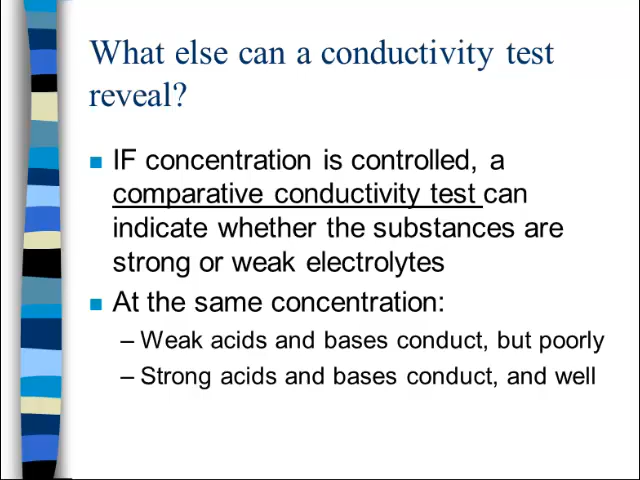 What else can a conductivity test
reveal?
IF concentration is controlled, a
comparative conductivity test can
indicate whether the substances are
strong or weak electrolytes
At the same concentration:
– Weak acids and bases conduct, but poorly
– Strong acids and bases conduct, and well